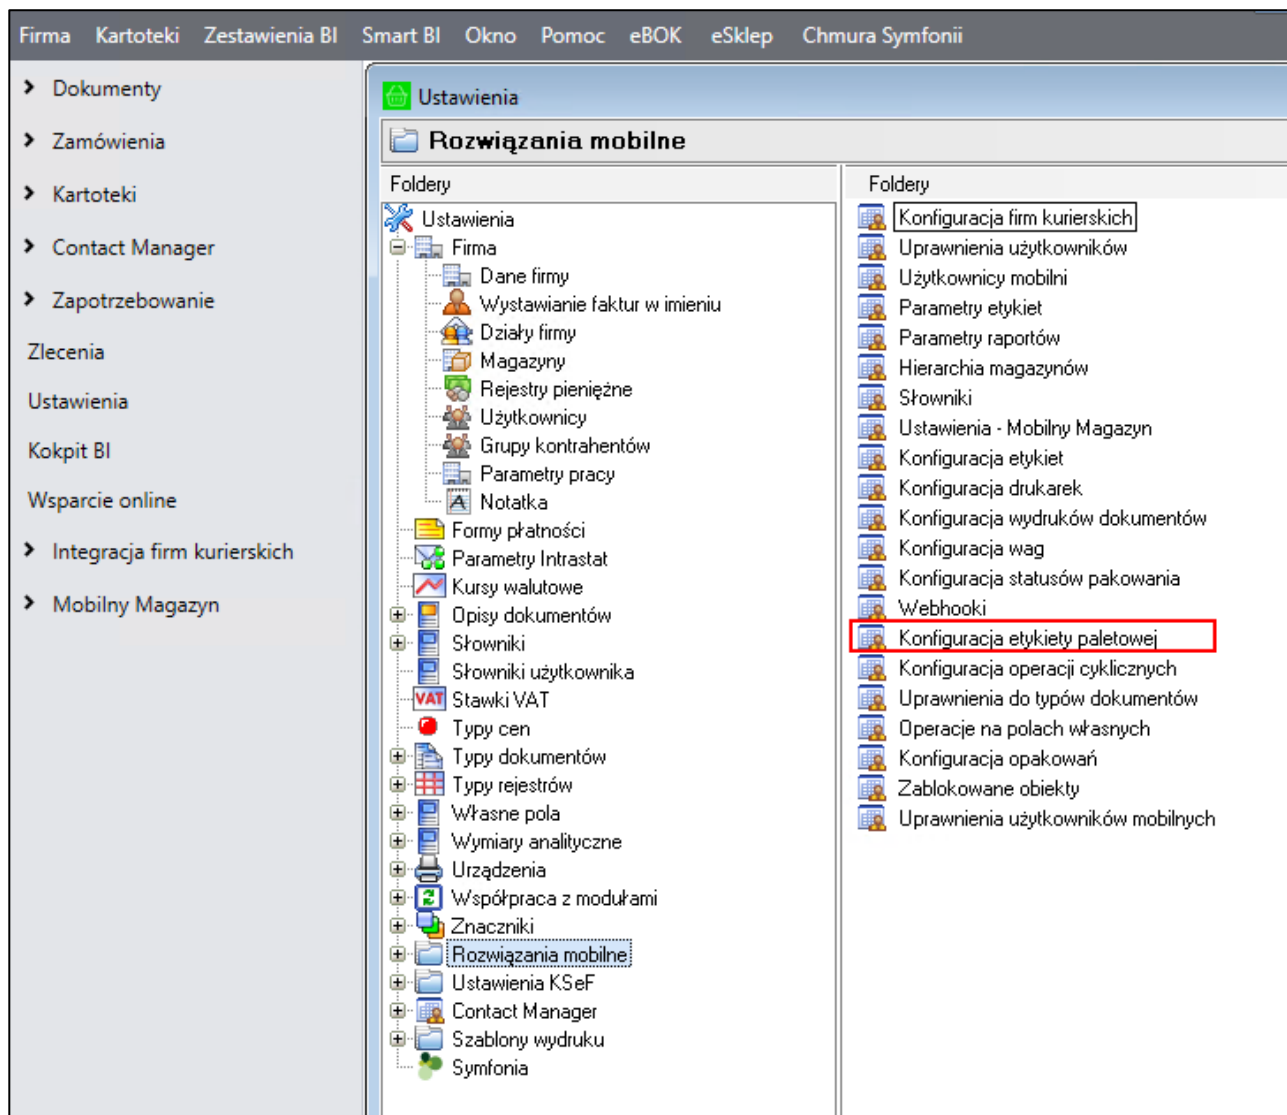 Firma Kartoteki Zestawienia BI Smart BI Okno Pomoc eBOK eSklep Chmura Symfonii
Dokumenty
Zamówienia
Kartoteki
Contact Manager
Zapotrzebowanie
Zlecenia
Ustawienia
Kokpit BI
Wsparcie online
Integracja firm kurierskich
Mobilny Magazyn
Ustawienia
Rozwiązania mobilne
Foldery
Ustawienia
Firma
Dane firmy
Wystawianie faktur w imieniu
Działy firmy
Magazyny
Rejestry pieniężne
Użytkownicy
Grupy kontrahentów
Parametry pracy
Notatka
Formy płatności
Parametry Intrastat
Kursy walutowe
Opisy dokumentów
Słowniki
Słowniki użytkownika
VAT Stawki VAT
Typy cen
Typy dokumentów
Typy rejestrów
Własne pola
Wymiary analityczne
Urządzenia
Współpraca z modułami
Znaczniki
Rozwiązania mobilne
Ustawienia KSeF
Contact Manager
Szablony wydruku
Symfonia
Foldery
Konfiguracja firm kurierskich
Uprawnienia użytkowników
Użytkownicy mobilni
Parametry etykiet
Parametry raportów
Hierarchia magazynów
Słowniki
Ustawienia - Mobilny Magazyn
Konfiguracja etykiet
Konfiguracja drukarek
Konfiguracja wydruków dokumentów
Konfiguracja wag
Konfiguracja statusów pakowania
Webhooki
Konfiguracja etykiety paletowej
Konfiguracja operacji cyklicznych
Uprawnienia do typów dokumentów
Operacje na polach własnych
Konfiguracja opakowań
Zablokowane obiekty
Uprawnienia użytkowników mobilnych